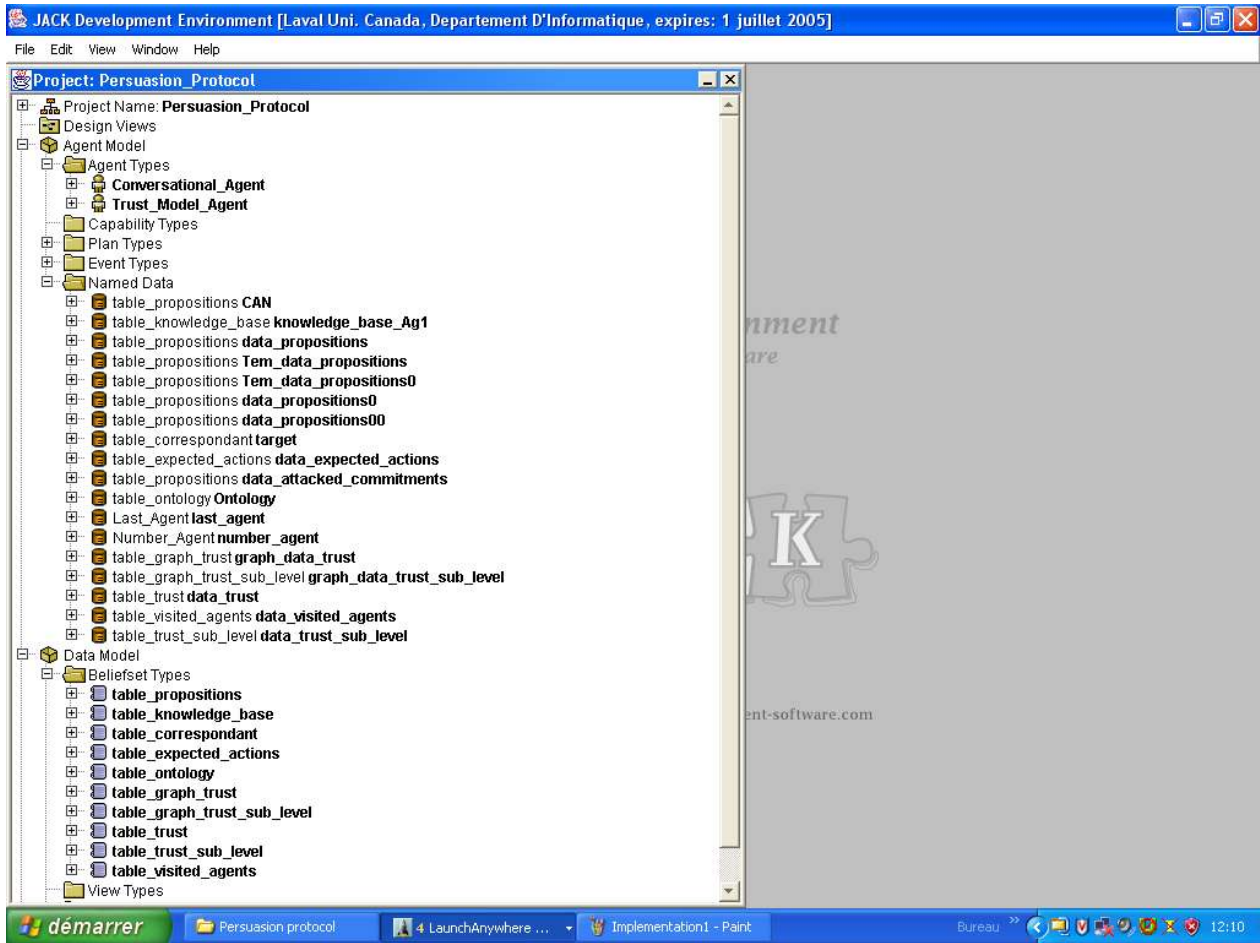 JACK Development Environment [Laval Uni. Canada, Departement D'Informatique, expires: 1 juillet 2005]
File Edit View Window Help
Project: Persuasion_Protocol
Project Name: Persuasion_Protocol
Design Views
Agent Model
Agent Types
Conversational_Agent
Trust_Model_Agent
Capability Types
Plan Types
Event Types
Named Data
table_propositions CAN
table_knowledge_base knowledge_base_Ag1
table_propositions data_propositions
table_propositions Tem_data_propositions
table_propositions Tem_data_propositions0
table_propositions data_propositions0
table_propositions data_propositions00
table_correspondant target
table_expected_actions data_expected_actions
table_propositions data_attacked_commitments
table_ontology Ontology
Last_Agent last_agent
Number_Agent number_agent
table_graph_trust graph_data_trust
table_graph_trust_sub_level graph_data_trust_sub_level
table_trust data_trust
table_visited_agents data_visited_agents
table_trust_sub_level data_trust_sub_level
Data Model
Beliefset Types
table_propositions
table_knowledge_base
table_correspondant
table_expected_actions
table_ontology
table_graph_trust
table_graph_trust_sub_level
table_trust
table_trust_sub_level
table_visited_agents
View Types
nment
are
K
ent-software.com
démarrer Persuasion protocol 4 LaunchAnywhere ... Implementation1 - Paint Bureau » 12:10